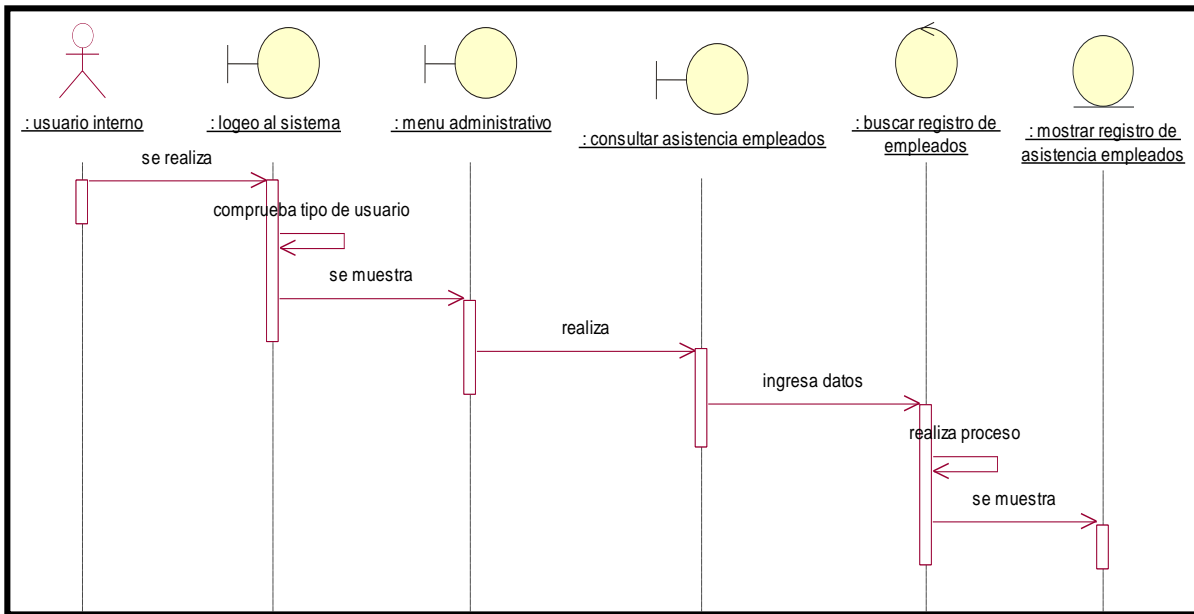 : usuario interno
: logeo al sistema
: menu administrativo
: consultar asistencia empleados
: buscar registro de
empleados
: mostrar registro de
asistencia empleados
se realiza
comprueba tipo de usuario
se muestra
realiza
ingresa datos
realiza proceso
se muestra